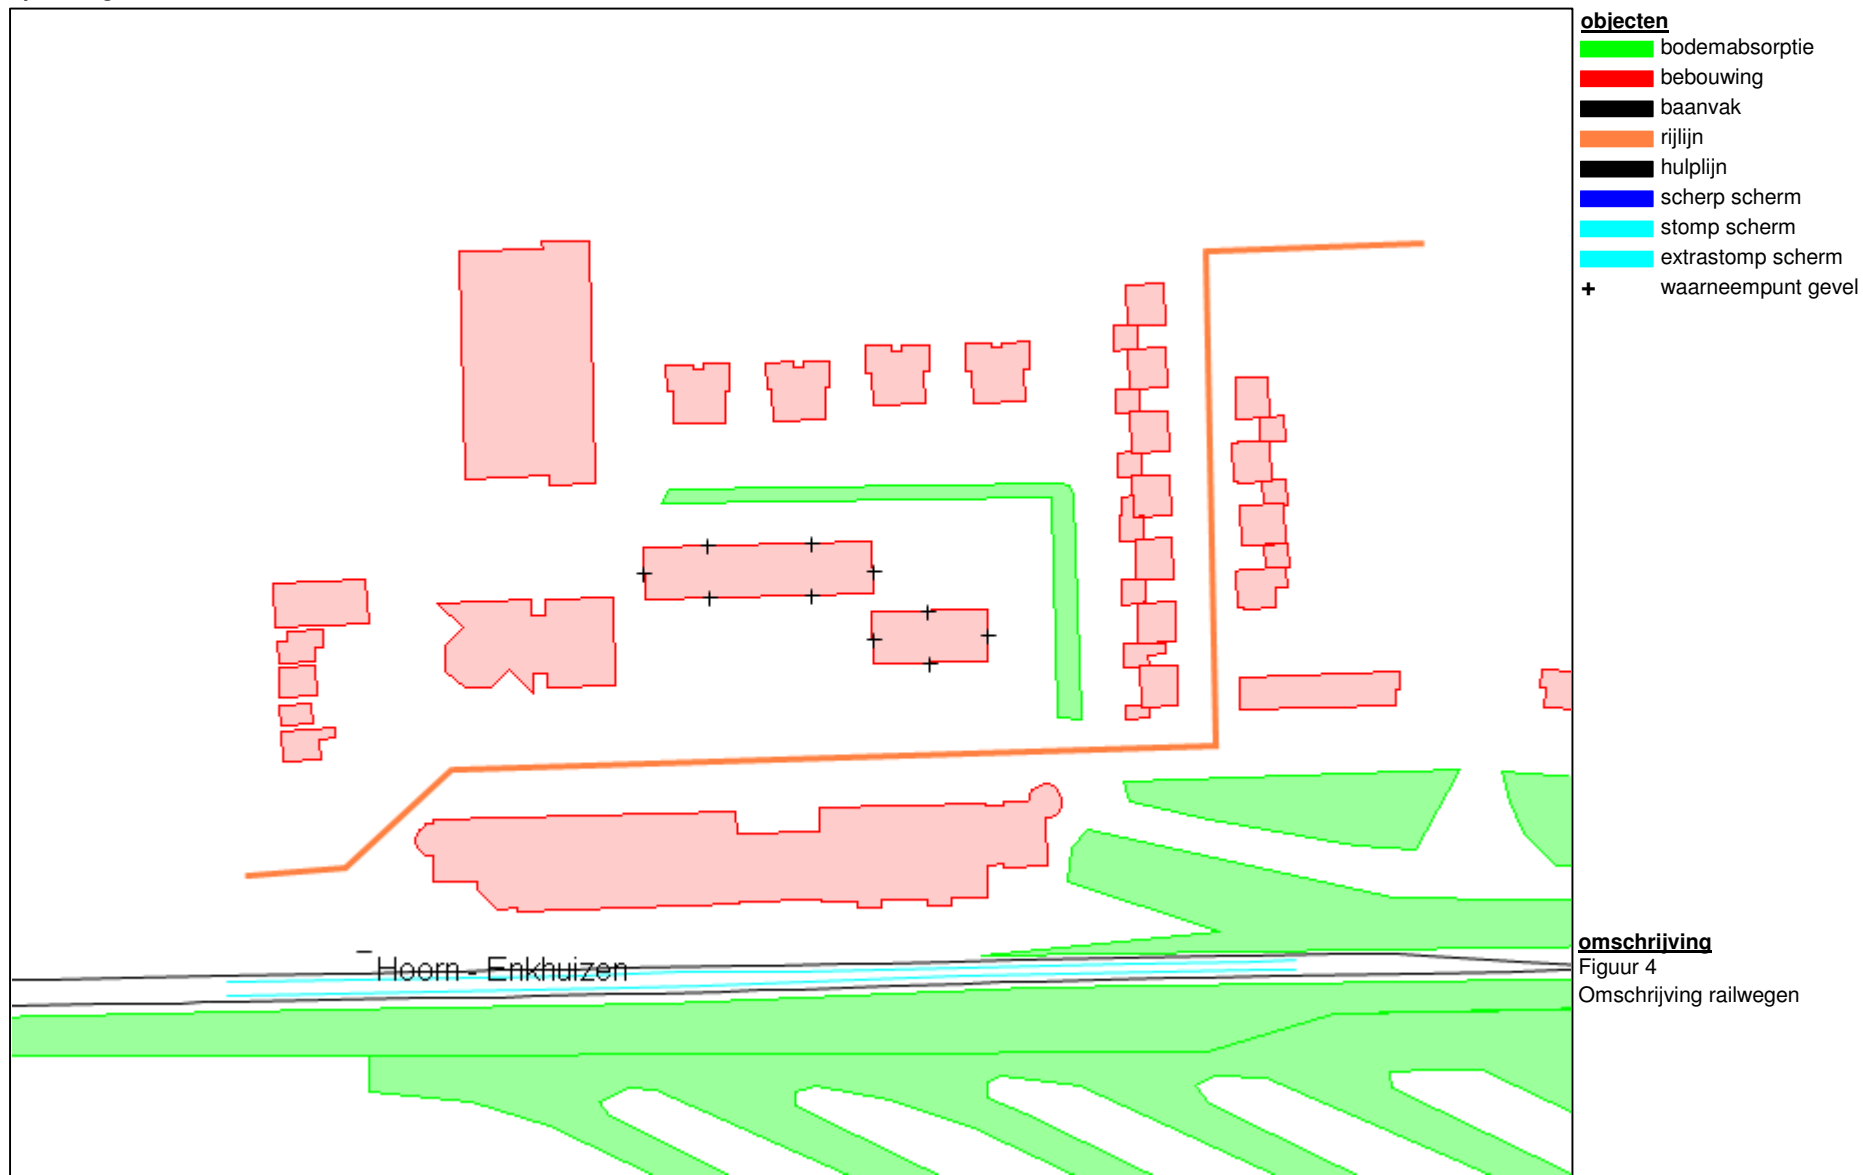 objecten
bodemabsorptie
bebouwing
baanvak
rijlijn
hulplijn
scherp scherm
stomp scherm
extrastomp scherm
+ waarneempunt gevel
Hoorn - Enkhuizen
omschrijving
Figuur 4
Omschrijving railwegen